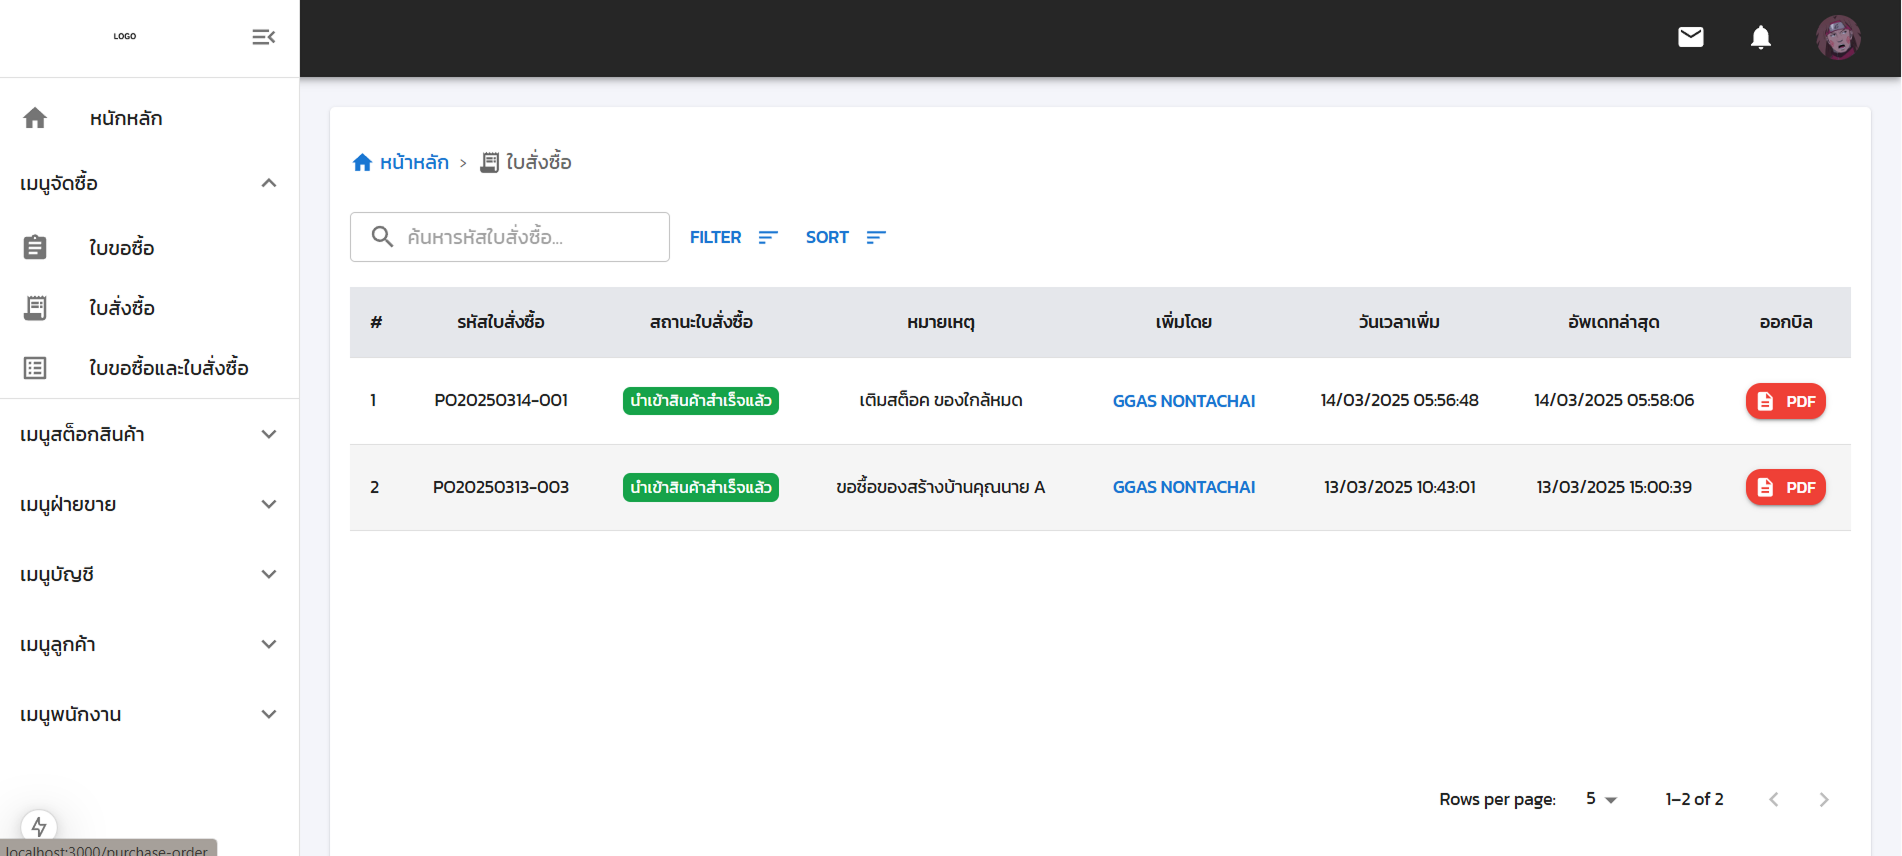 LOGO
หนักหลัก
เมนูจัดซื้อ
ใบขอซื้อ
ใบสั่งซื้อ
ใบขอซื้อและใบสั่งซื้อ
เมนูสต็อกสินค้า
เมนูฝ่ายขาย
เมนูบัญชี
เมนูลูกค้า
เมนูพนักงาน
localhost:3000/purchase-order
หน้าหลัก > ใบสั่งซื้อ
ค้นหารหัสใบสั่งซื้อ... FILTER SORT
# รหัสใบสั่งซื้อ สถานะใบสั่งซื้อ หมายเหตุ เพิ่มโดย วันเวลาเพิ่ม อัพเดทล่าสุด ออกบิล
1 PO20250314-001 นำเข้าสินค้าสำเร็จแล้ว เติมสต็อค ของใกล้หมด GGAS NONTACHAI 14/03/2025 05:56:48 14/03/2025 05:58:06 PDF
2 PO20250313-003 นำเข้าสินค้าสำเร็จแล้ว ขอซื้อของสร้างบ้านคุณนาย A GGAS NONTACHAI 13/03/2025 10:43:01 13/03/2025 15:00:39 PDF
Rows per page: 5 1–2 of 2